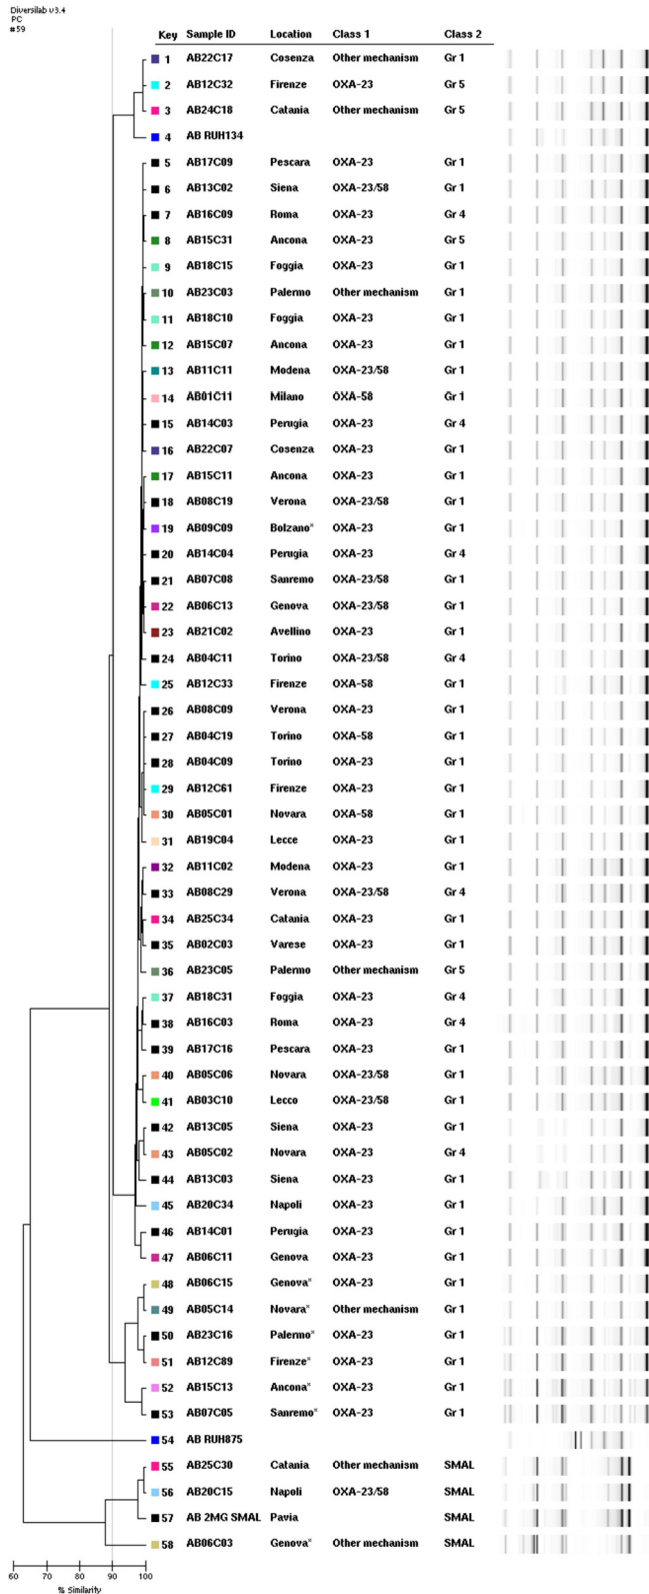 Diversilab v3.4
PC
#59
Key Sample ID Location Class 1 Class 2
1 AB22C17 Cosenza Other mechanism Gr 1
2 AB12C32 Firenze OXA-23 Gr 5
3 AB24C18 Catania Other mechanism Gr 5
4 AB RUH134
5 AB17C09 Pescara OXA-23 Gr 1
6 AB13C02 Siena OXA-23/58 Gr 1
7 AB16C09 Roma OXA-23 Gr 4
8 AB15C31 Ancona OXA-23 Gr 5
9 AB18C15 Foggia OXA-23 Gr 1
10 AB23C03 Palermo Other mechanism Gr 1
11 AB18C10 Foggia OXA-23 Gr 1
12 AB15C07 Ancona OXA-23 Gr 1
13 AB11C11 Modena OXA-23/58 Gr 1
14 AB01C11 Milano OXA-58 Gr 1
15 AB14C03 Perugia OXA-23 Gr 4
16 AB22C07 Cosenza OXA-23 Gr 1
17 AB15C11 Ancona OXA-23 Gr 1
18 AB08C19 Verona OXA-23/58 Gr 1
19 AB09C09 Bolzano* OXA-23 Gr 1
20 AB14C04 Perugia OXA-23 Gr 4
21 AB07C08 Sanremo OXA-23/58 Gr 1
22 AB06C13 Genova OXA-23/58 Gr 1
23 AB21C02 Avellino OXA-23 Gr 1
24 AB04C11 Torino OXA-23/58 Gr 4
25 AB12C33 Firenze OXA-58 Gr 1
26 AB08C09 Verona OXA-23 Gr 1
27 AB04C19 Torino OXA-58 Gr 1
28 AB04C09 Torino OXA-23 Gr 1
29 AB12C61 Firenze OXA-23 Gr 1
30 AB05C01 Novara OXA-58 Gr 1
31 AB19C04 Lecce OXA-23 Gr 1
32 AB11C02 Modena OXA-23 Gr 1
33 AB08C29 Verona OXA-23/58 Gr 4
34 AB25C34 Catania OXA-23 Gr 1
35 AB02C03 Varese OXA-23 Gr 1
36 AB23C05 Palermo Other mechanism Gr 5
37 AB18C31 Foggia OXA-23 Gr 4
38 AB16C03 Roma OXA-23 Gr 4
39 AB17C16 Pescara OXA-23 Gr 1
40 AB05C06 Novara OXA-23/58 Gr 1
41 AB03C10 Lecco OXA-23/58 Gr 1
42 AB13C05 Siena OXA-23 Gr 1
43 AB05C02 Novara OXA-23 Gr 4
44 AB13C03 Siena OXA-23 Gr 1
45 AB20C34 Napoli OXA-23 Gr 1
46 AB14C01 Perugia OXA-23 Gr 1
47 AB06C11 Genova OXA-23 Gr 1
48 AB06C15 Genova* OXA-23 Gr 1
49 AB05C14 Novara* Other mechanism Gr 1
50 AB23C16 Palermo* OXA-23 Gr 1
51 AB12C89 Firenze* OXA-23 Gr 1
52 AB15C13 Ancona* OXA-23 Gr 1
53 AB07C05 Sanremo* OXA-23 Gr 1
54 AB RUH875
55 AB25C30 Catania Other mechanism SMAL
56 AB20C15 Napoli OXA-23/58 SMAL
57 AB 2MG SMAL Pavia SMAL
58 AB06C03 Genova* Other mechanism SMAL
60 70 80 90 100
% Similarity